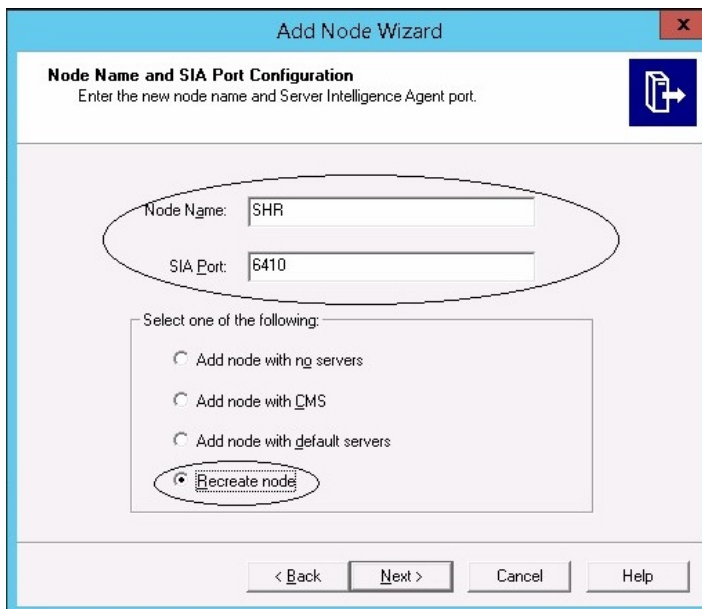 Add Node Wizard
X
Node Name and SIA Port Configuration
Enter the new node name and Server Intelligence Agent port.
Node Name: SHR
SIA Port: 6410
Select one of the following:
Add node with no servers
Add node with CMS
Add node with default servers
Recreate node
< Back Next > Cancel Help